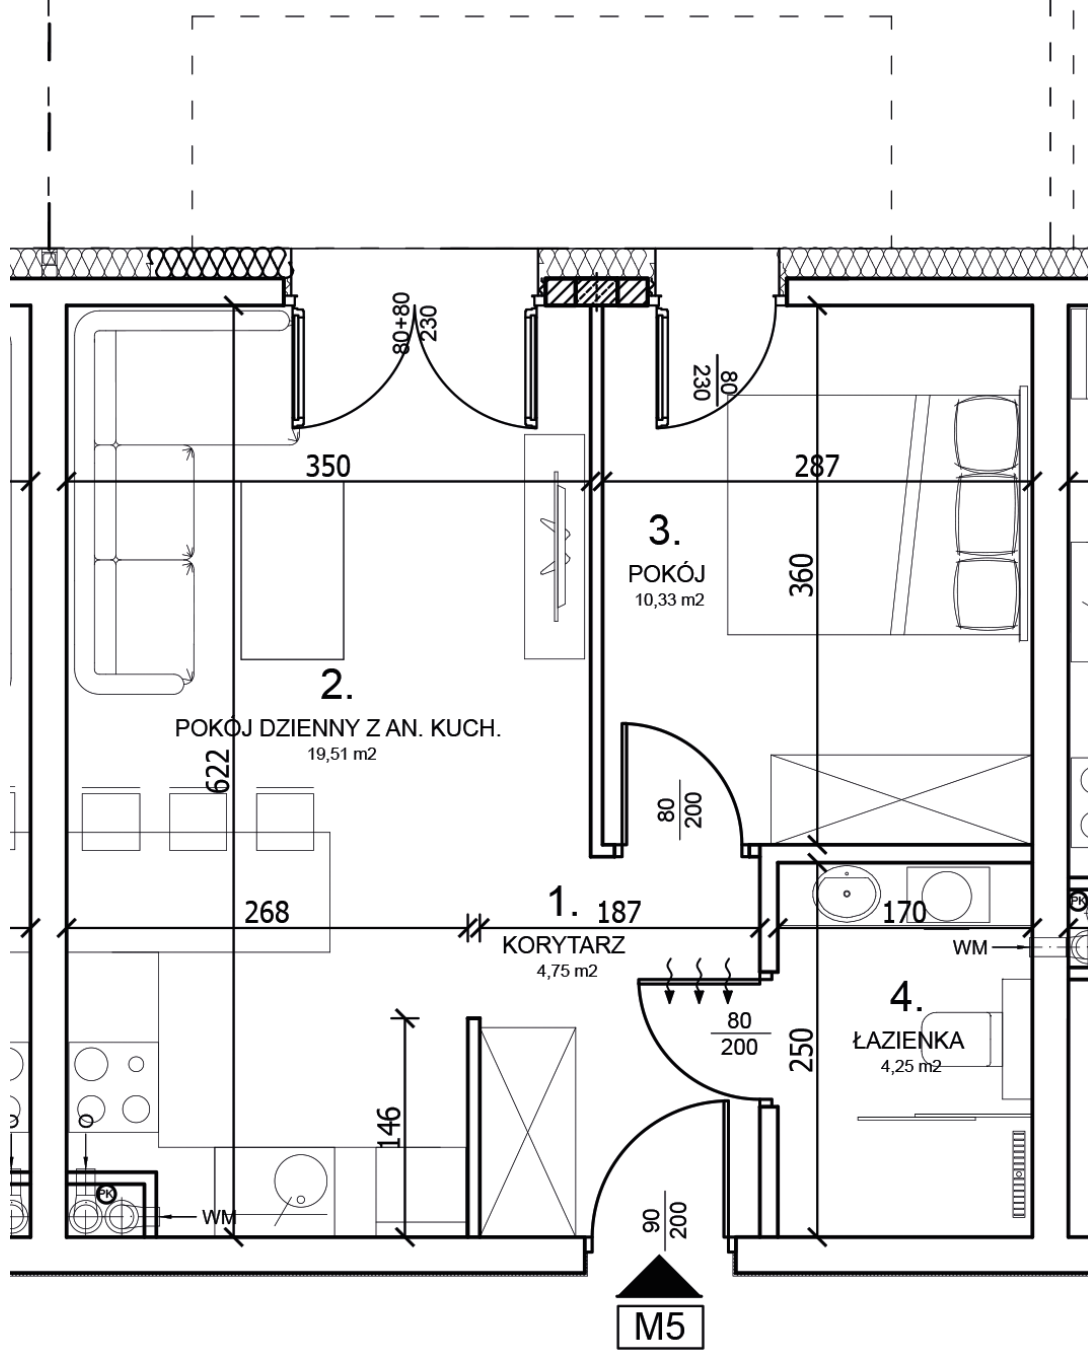 80+80
230
80
230
350
287
3.
POKÓJ
10,33 m2
360
2.
POKÓJ DZIENNY Z AN. KUCH.
19,51 m2
622
80
200
268
1.
187
170
PK
KORYTARZ
4,75 m2
WM
4.
ŁAZIENKA
4,25 m2
80
200
250
146
O
O
PK
WM
90
200
M5